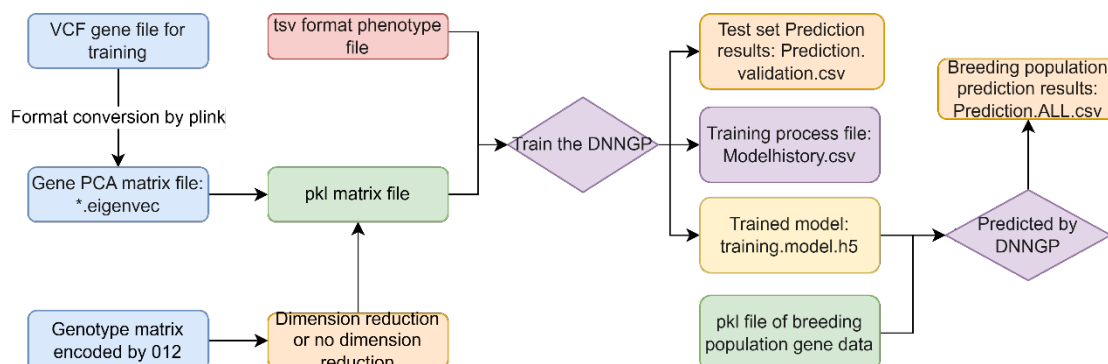 VCF gene file for
training
Format conversion by plink
Gene PCA matrix file:
*.eigenvec
Genotype matrix
encoded by 012
tsv format phenotype
file
pkl matrix file
Dimension reduction
or no dimension
reduction
Train the DNNGP
Test set Prediction
results: Prediction.
validation.csv
Training process file:
Modelhistory.csv
Trained model:
training.model.h5
pkl file of breeding
population gene data
Breeding population
prediction results:
Prediction.ALL.csv
Predicted by
DNNGP